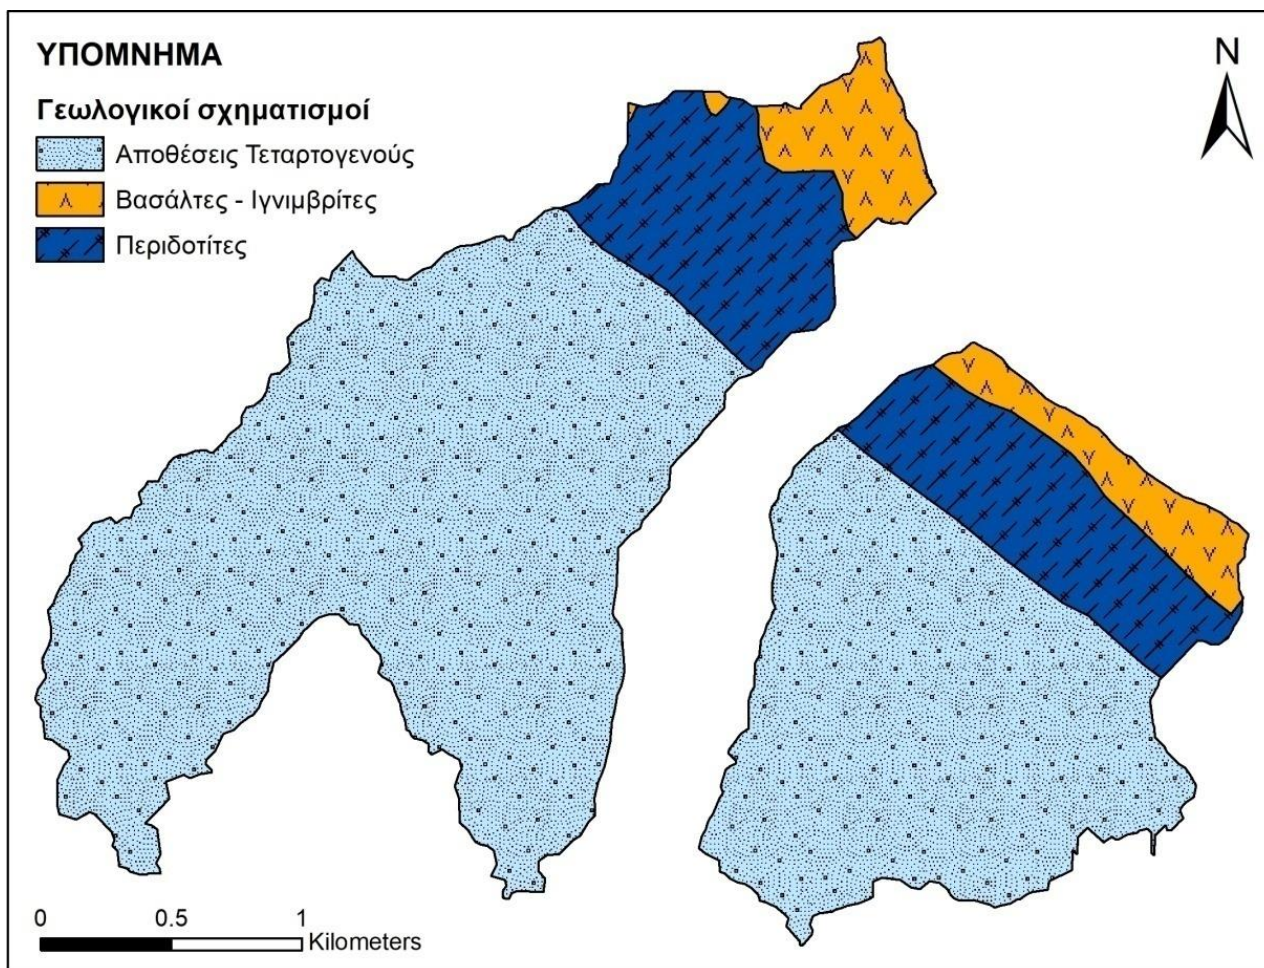 ΥΠΟΜΝΗΜΑ
Γεωλογικοί σχηματισμοί
Αποθέσεις Τεταρτογενούς
Βασάλτες - Ιγνιμβρίτες
Περιδοτίτες
N
0 0.5 1
Kilometers